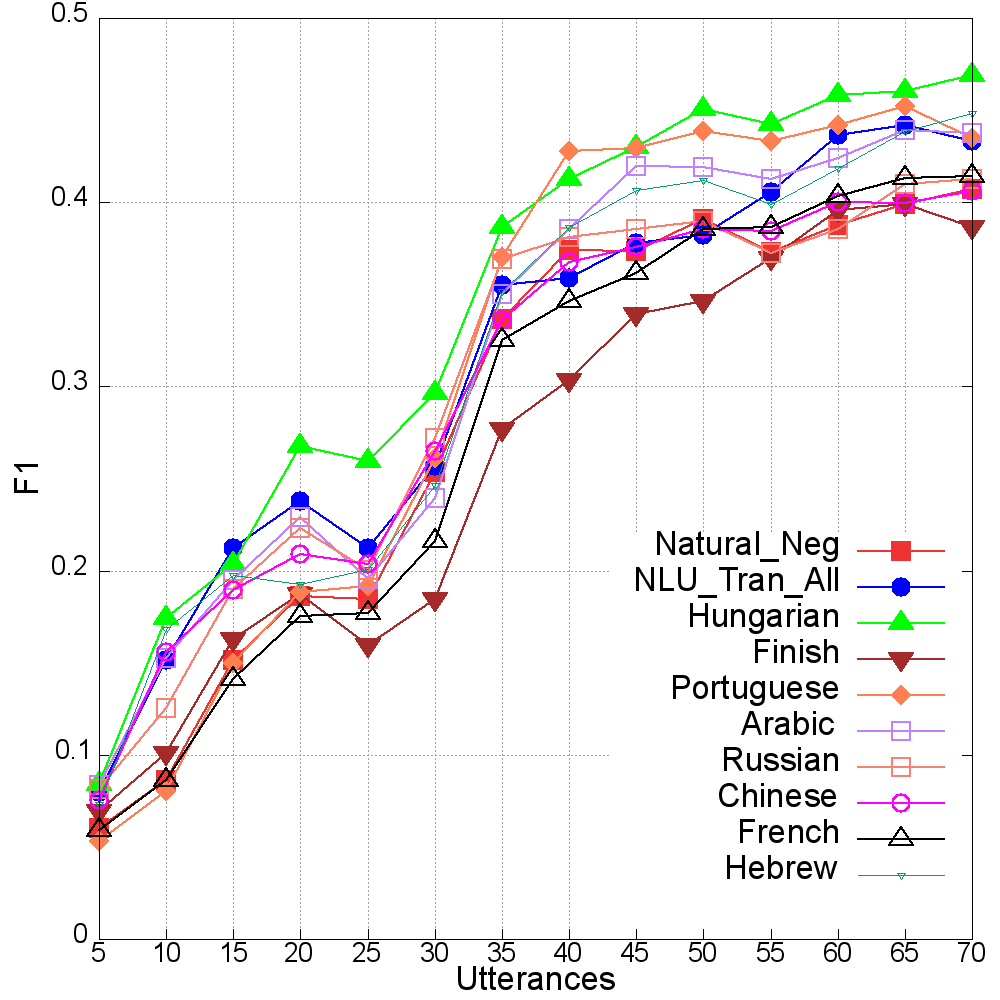 0.5
0.4
0.3
0.2
0.1
0
F1
Natural_Neg
NLU_Tran_All
Hungarian
Finish
Portuguese
Arabic
Russian
Chinese
French
Hebrew
5 10 15 20 25 30 35 40 45 50 55 60 65 70
Utterances